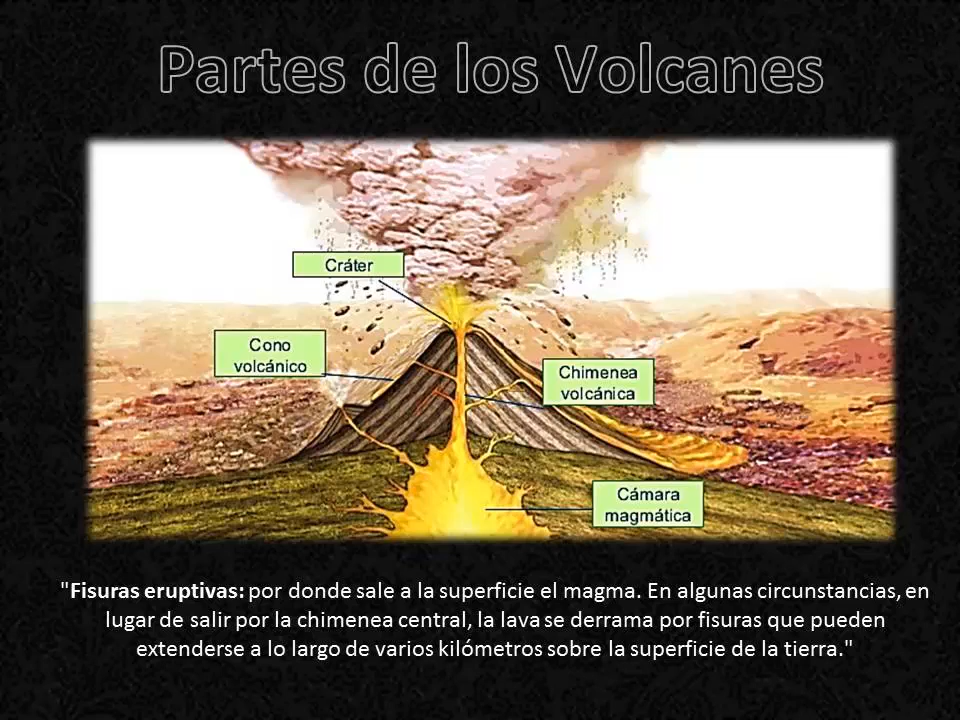 Partes de los Volcanes
Cráter
Cono
volcánico
Chimenea
volcánica
Cámara
magmática
"Fisuras eruptivas: por donde sale a la superficie el magma. En algunas circunstancias, en
lugar de salir por la chimenea central, la lava se derrama por fisuras que pueden
extenderse a lo largo de varios kilómetros sobre la superficie de la tierra."